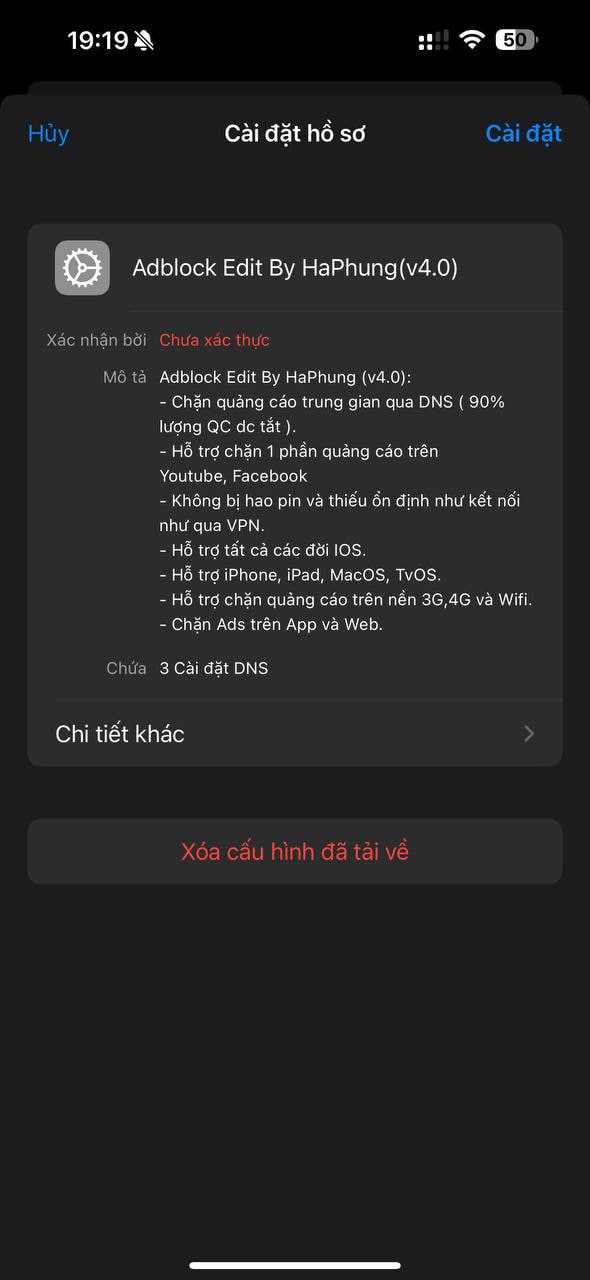 19:19
50
Hủy
Cài đặt hồ sơ
Cài đặt
Adblock Edit By HaPhung(v4.0)
Xác nhận bởi Chưa xác thực
Mô tả Adblock Edit By HaPhung (v4.0):
- Chặn quảng cáo trung gian qua DNS ( 90%
lượng QC dc tắt ).
- Hỗ trợ chặn 1 phần quảng cáo trên
Youtube, Facebook
- Không bị hao pin và thiếu ổn định như kết nối
như qua VPN.
- Hỗ trợ tất cả các đời IOS.
- Hỗ trợ iPhone, iPad, MacOS, TvOS.
- Hỗ trợ chặn quảng cáo trên nền 3G,4G và Wifi.
- Chặn Ads trên App và Web.
Chứa 3 Cài đặt DNS
Chi tiết khác
Xóa cấu hình đã tải về